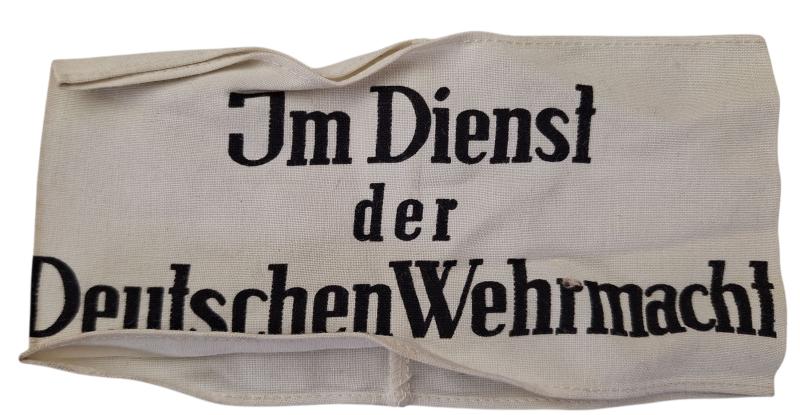 Im Dienst
der
Deutschen Wehrmacht